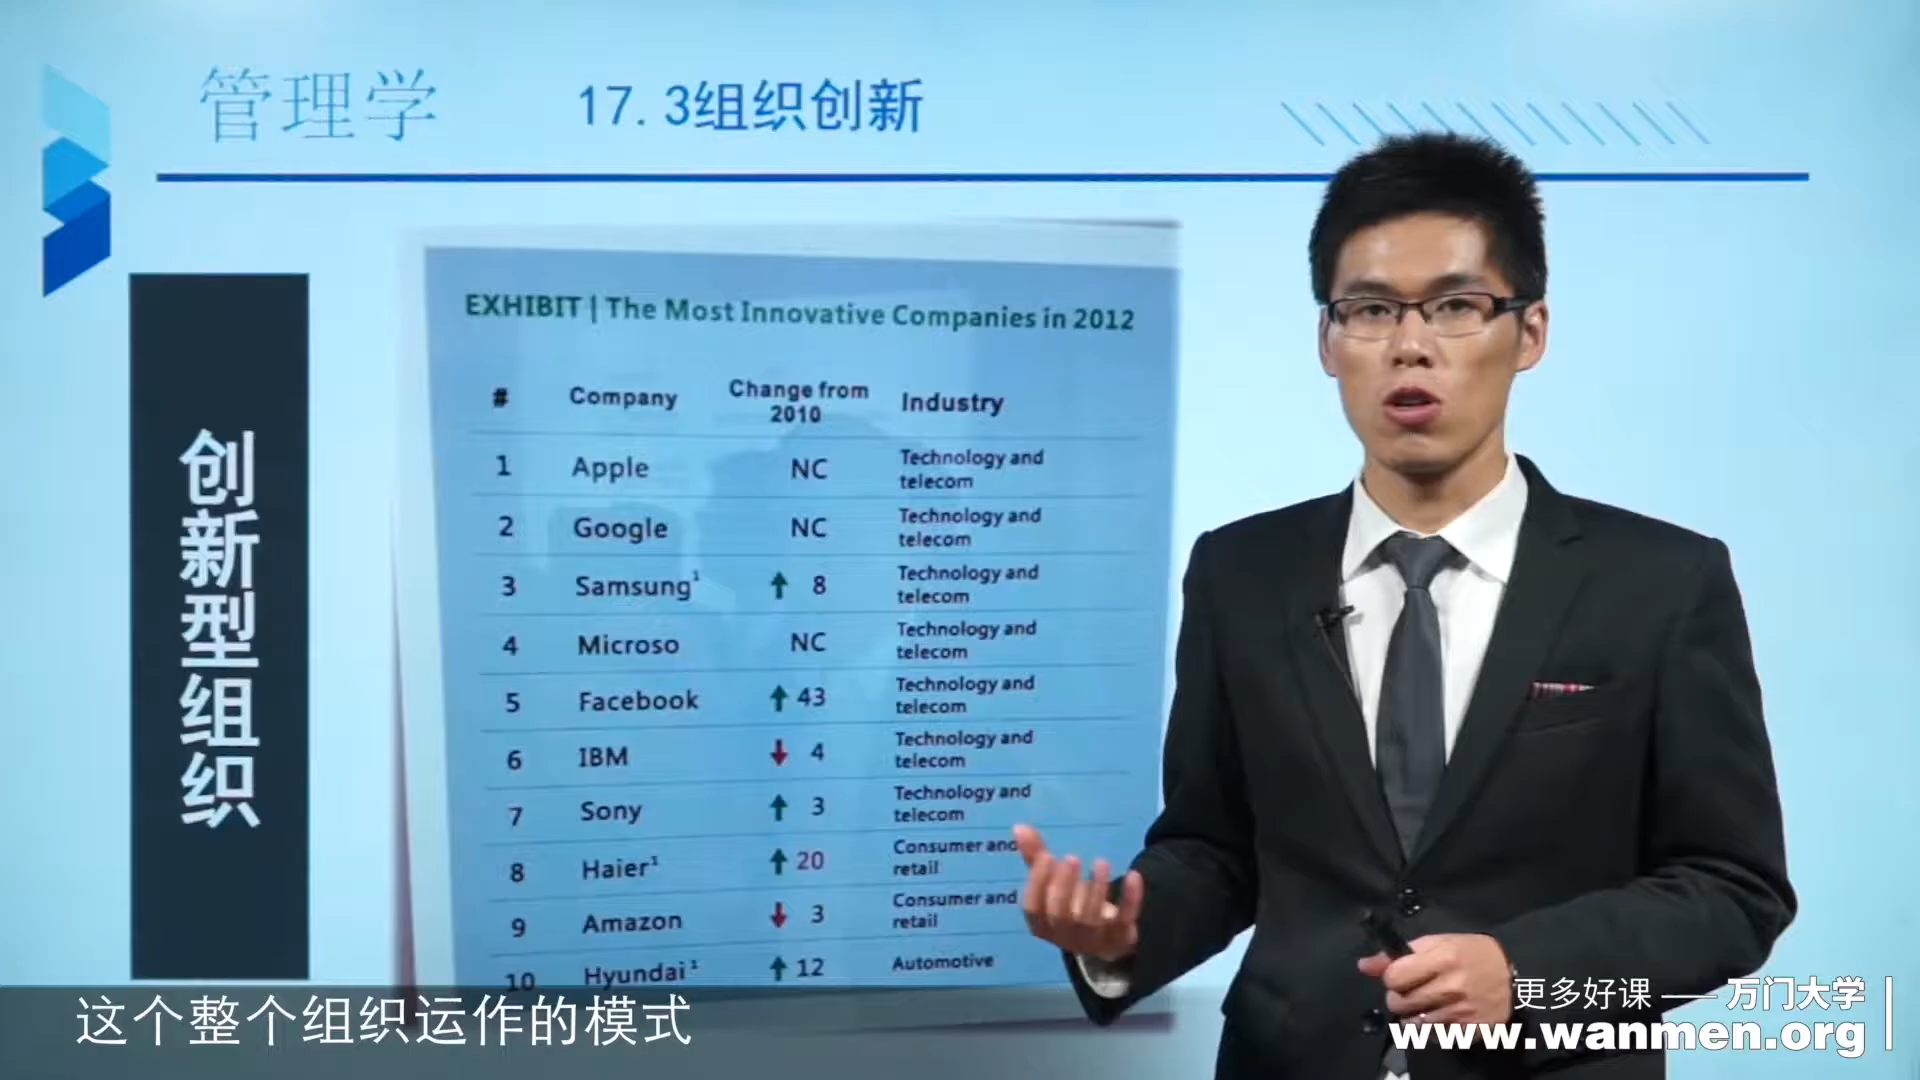 管理学
17.3组织创新
创新型组织
EXHIBIT | The Most Innovative Companies in 2012
# Company Change from 2010 Industry
1 Apple NC Technology and telecom
2 Google NC Technology and telecom
3 Samsung¹ ↑ 8 Technology and telecom
4 Microso NC Technology and telecom
5 Facebook ↑ 43 Technology and telecom
6 IBM ↓ 4 Technology and telecom
7 Sony ↑ 3 Technology and telecom
8 Haier¹ ↑ 20 Consumer and retail
9 Amazon ↓ 3 Consumer and retail
10 Hyundai¹ ↑ 12 Automotive
这个整个组织运作的模式
更多好课 —— 万门大学
www.wanmen.org